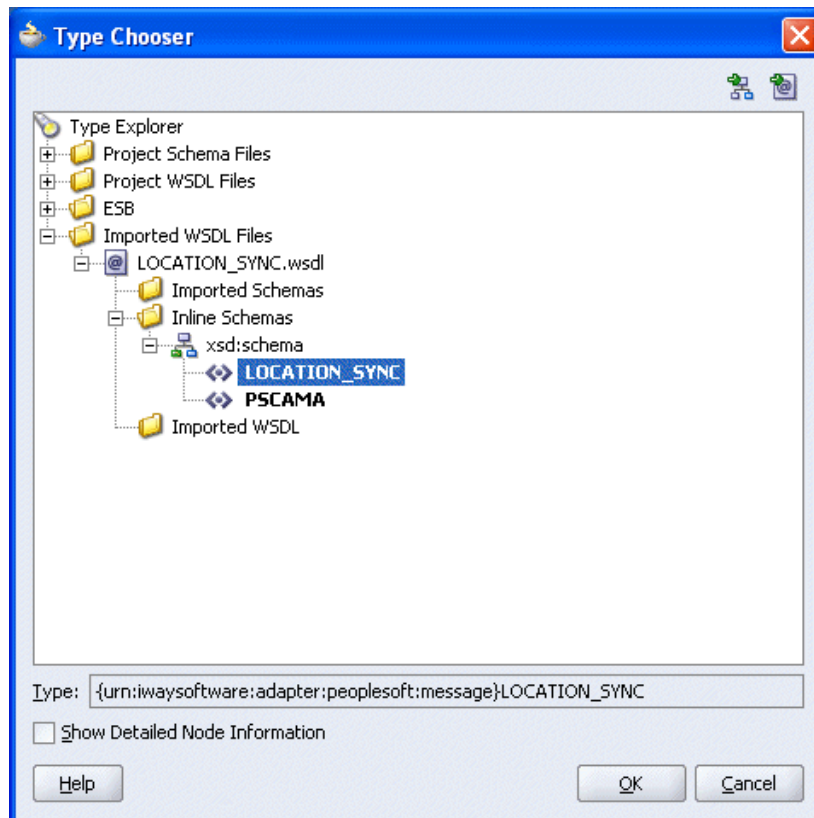 Type Chooser
Type Explorer
Project Schema Files
Project WSDL Files
ESB
Imported WSDL Files
LOCATION_SYNC.wsdl
Imported Schemas
Inline Schemas
xsd:schema
LOCATION_SYNC
PSCAMA
Imported WSDL
Type: {urn:iwaysoftware:adapter:peoplesoft:message}LOCATION_SYNC
Show Detailed Node Information
Help OK Cancel